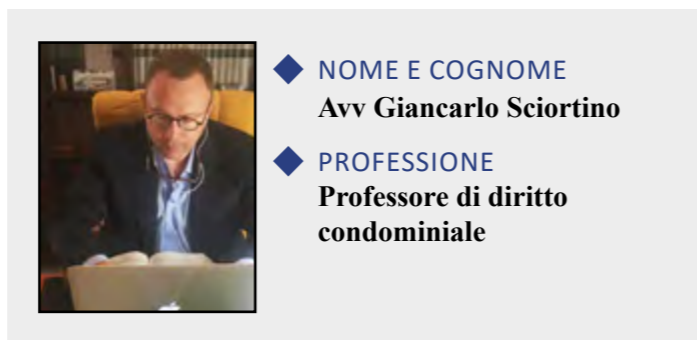 NOME E COGNOME
Avv Giancarlo Sciortino
PROFESSIONE
Professore di diritto
condominiale